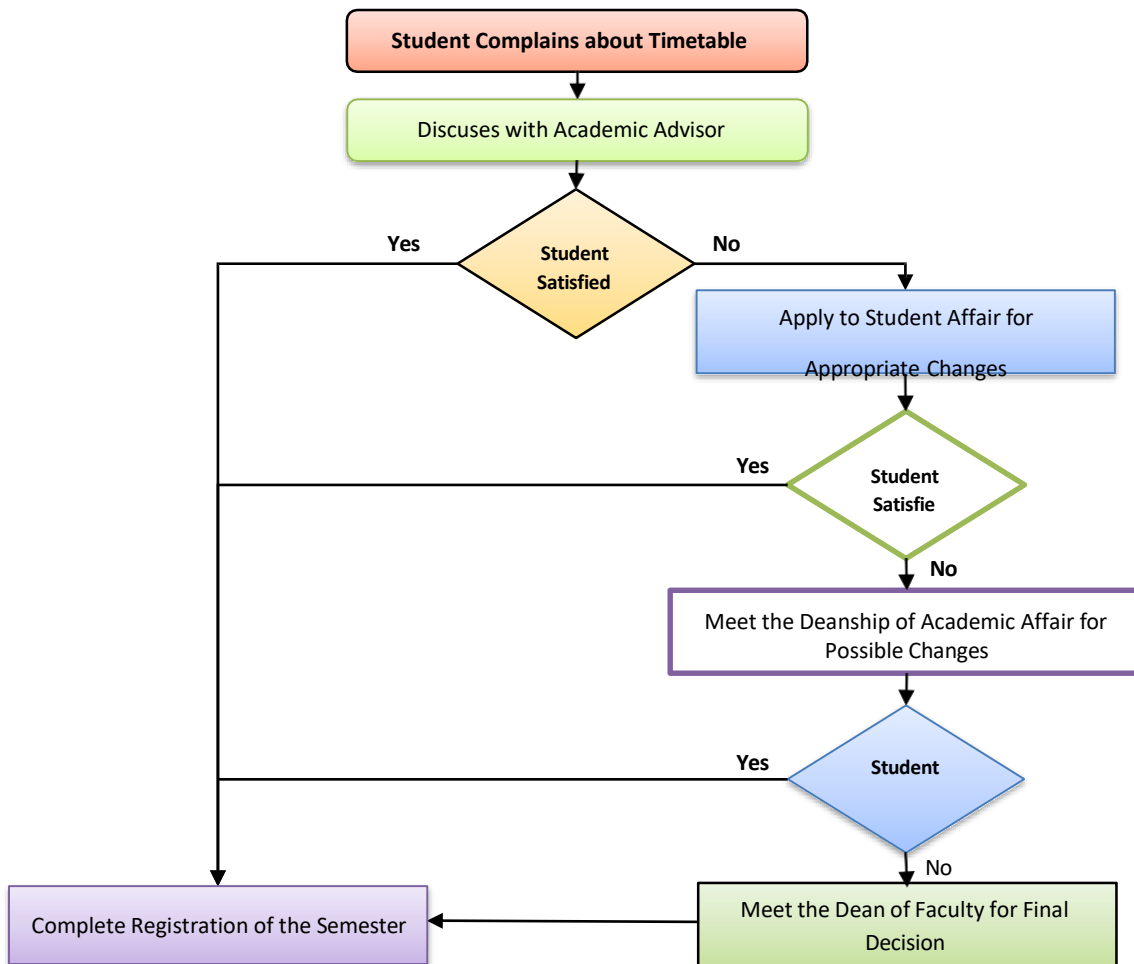 Student Complains about Timetable
Discuses with Academic Advisor
Yes
No
Student
Satisfied
Apply to Student Affair for
Appropriate Changes
Yes
Student
Satisfie
No
Meet the Deanship of Academic Affair for
Possible Changes
Yes
Student
No
Complete Registration of the Semester
Meet the Dean of Faculty for Final
Decision